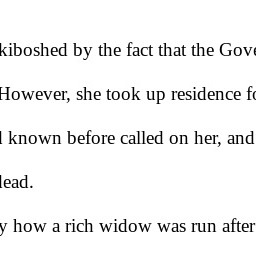 kiboshed by the fact that the Gove
However, she took up residence fo
known before called on her, and
dead.
how a rich widow was run after